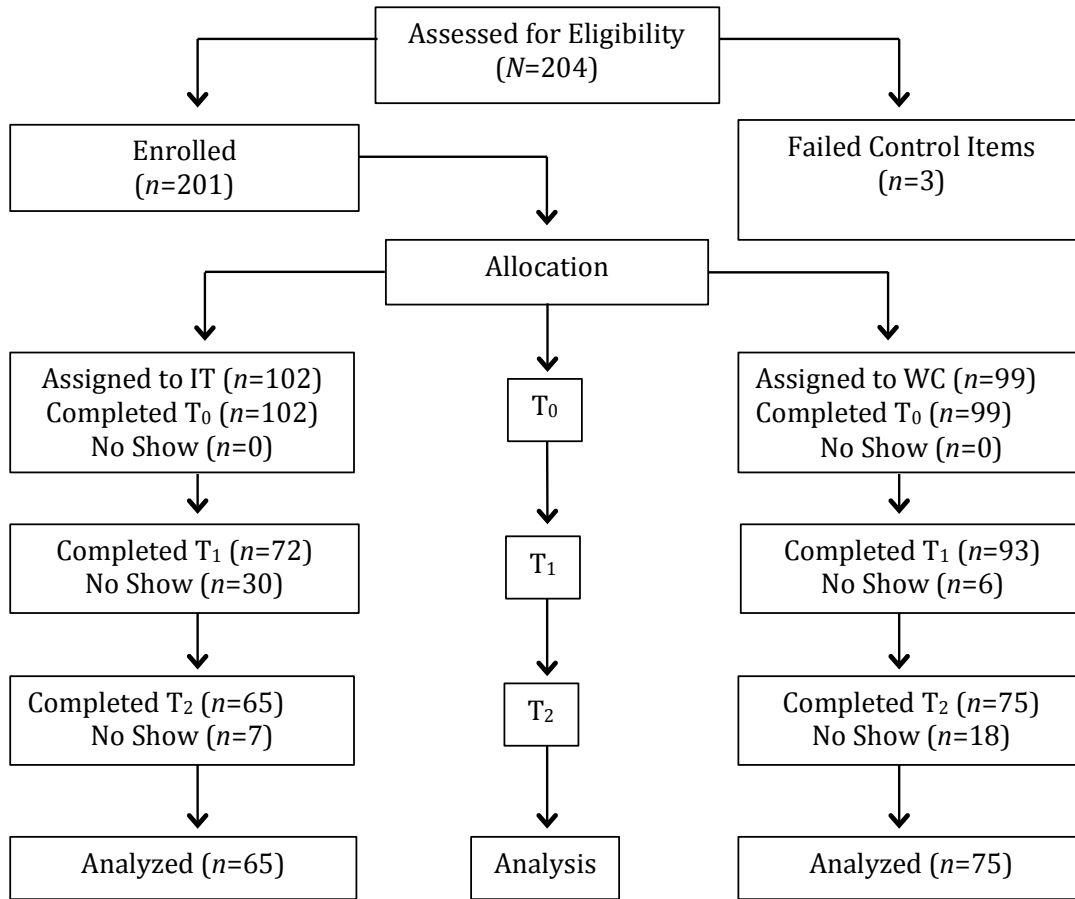 Assessed for Eligibility
(N=204)
Enrolled
(n=201)
Failed Control Items
(n=3)
Allocation
Assigned to IT (n=102)
Completed T₀ (n=102)
No Show (n=0)
T₀
Assigned to WC (n=99)
Completed T₀ (n=99)
No Show (n=0)
Completed T₁ (n=72)
No Show (n=30)
T₁
Completed T₁ (n=93)
No Show (n=6)
Completed T₂ (n=65)
No Show (n=7)
T₂
Completed T₂ (n=75)
No Show (n=18)
Analyzed (n=65)
Analysis
Analyzed (n=75)